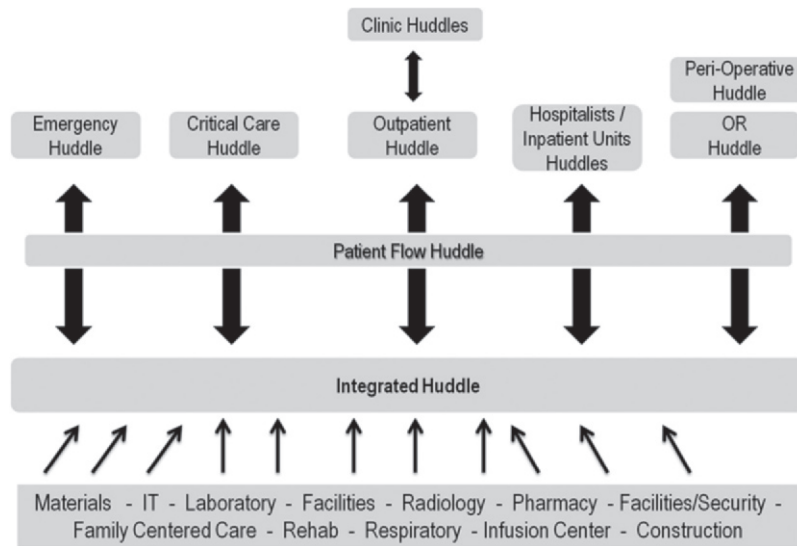 Clinic Huddles
Peri-Operative
Huddle
Emergency
Huddle
Critical Care
Huddle
Outpatient
Huddle
Hospitalists /
Inpatient Units
Huddles
OR
Huddle
Patient Flow Huddle
Integrated Huddle
Materials - IT - Laboratory - Facilities - Radiology - Pharmacy - Facilities/Security -
Family Centered Care - Rehab - Respiratory - Infusion Center - Construction